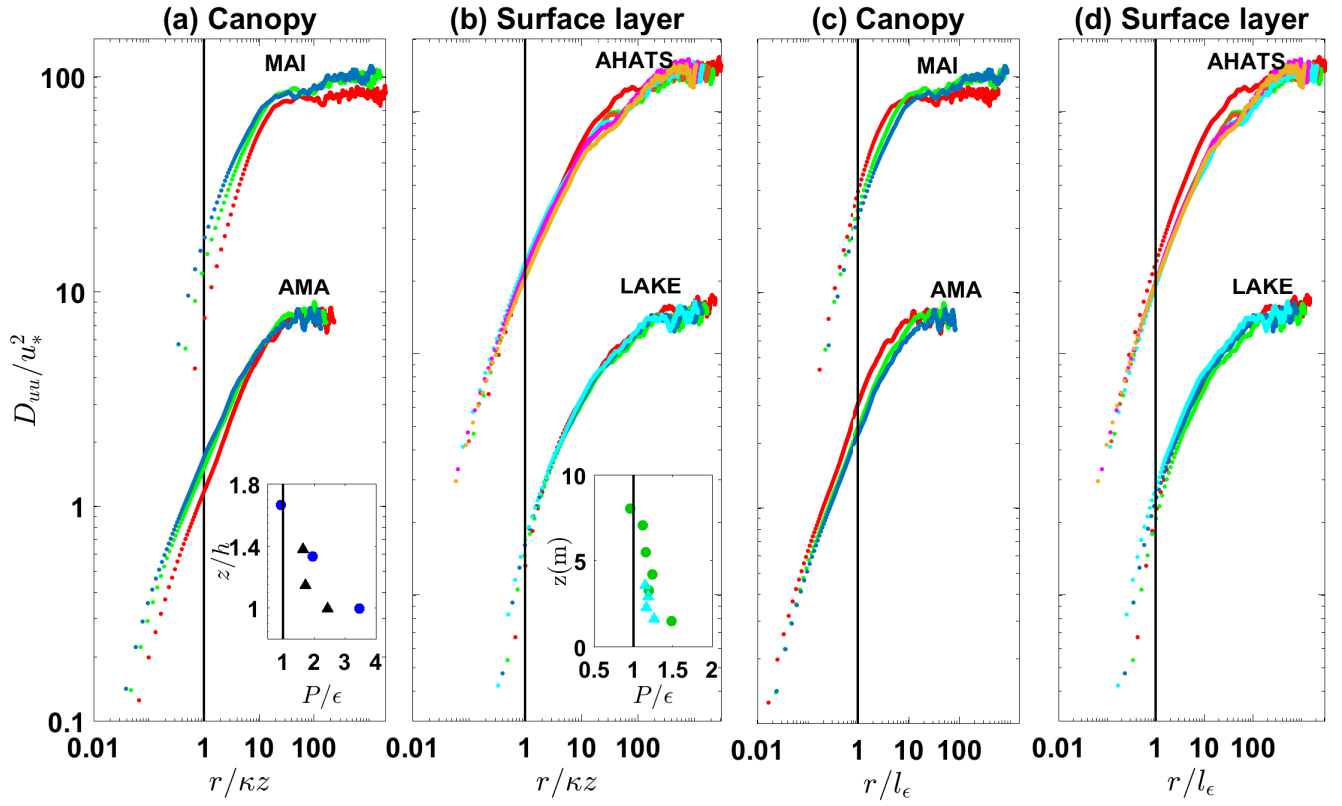 (a) Canopy
(b) Surface layer
(c) Canopy
(d) Surface layer
D_{uu}/u_*^2
100
10
1
0.1
MAI
AMA
1.8
1.4
1
z/h
1
2
3
4
P/ϵ
0.01
1
10
100
r/κz
AHATS
LAKE
10
5
0
z(m)
0.5
1
1.5
2
P/ϵ
0.01
1
10
100
r/κz
MAI
AMA
0.01
1
10
100
r/l_ϵ
AHATS
LAKE
0.01
1
10
100
r/l_ϵ